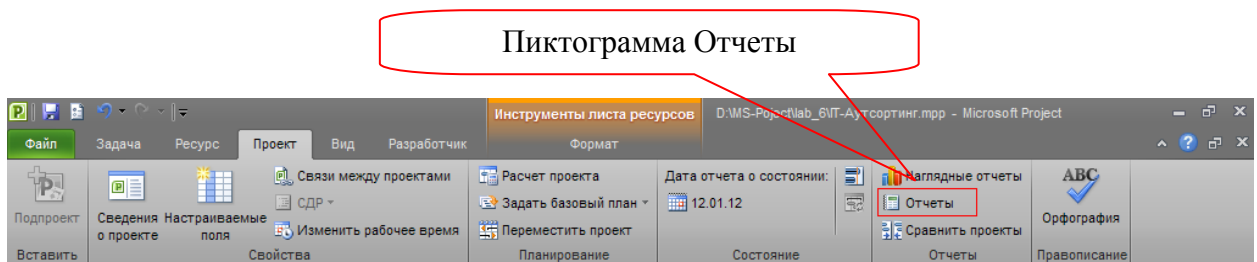 Пиктограмма Отчеты
Инструменты листа ресурсов
D:\MS-Poject\lab_6\IT-Аутсортинг.mpp - Microsoft Project
Файл Задача Ресурс Проект Вид Разработчик Формат
Подпроект
Вставить
Сведения о проекте
Настраиваемые поля
Связи между проектами
СДР
Изменить рабочее время
Свойства
Расчет проекта
Задать базовый план
Переместить проект
Планирование
Дата отчета о состоянии:
12.01.12
Состояние
Наглядные отчеты
Отчеты
Сравнить проекты
Отчеты
ABC
Орфография
Правописание